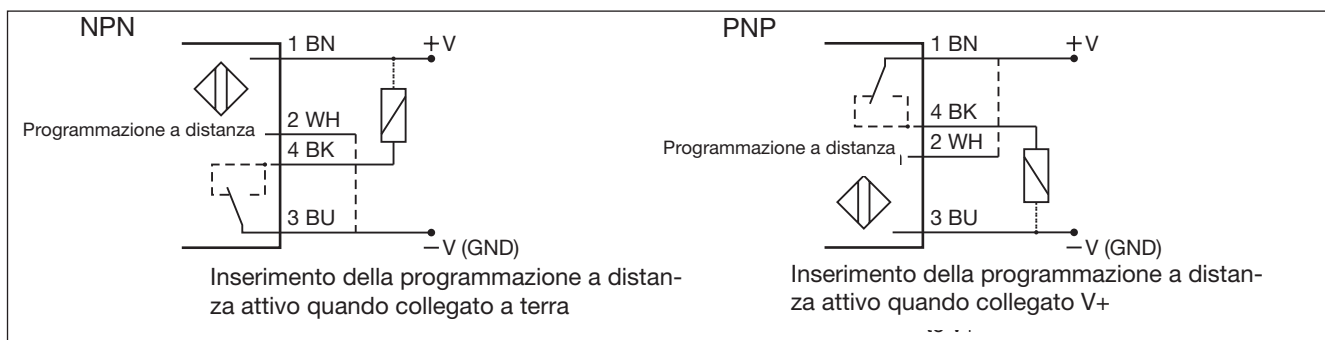 NPN
1 BN
+V
Programmazione a distanza
2 WH
4 BK
3 BU
−V (GND)
Inserimento della programmazione a distan-
za attivo quando collegato a terra
PNP
1 BN
+V
4 BK
Programmazione a distanza
2 WH
3 BU
−V (GND)
Inserimento della programmazione a distan-
za attivo quando collegato V+